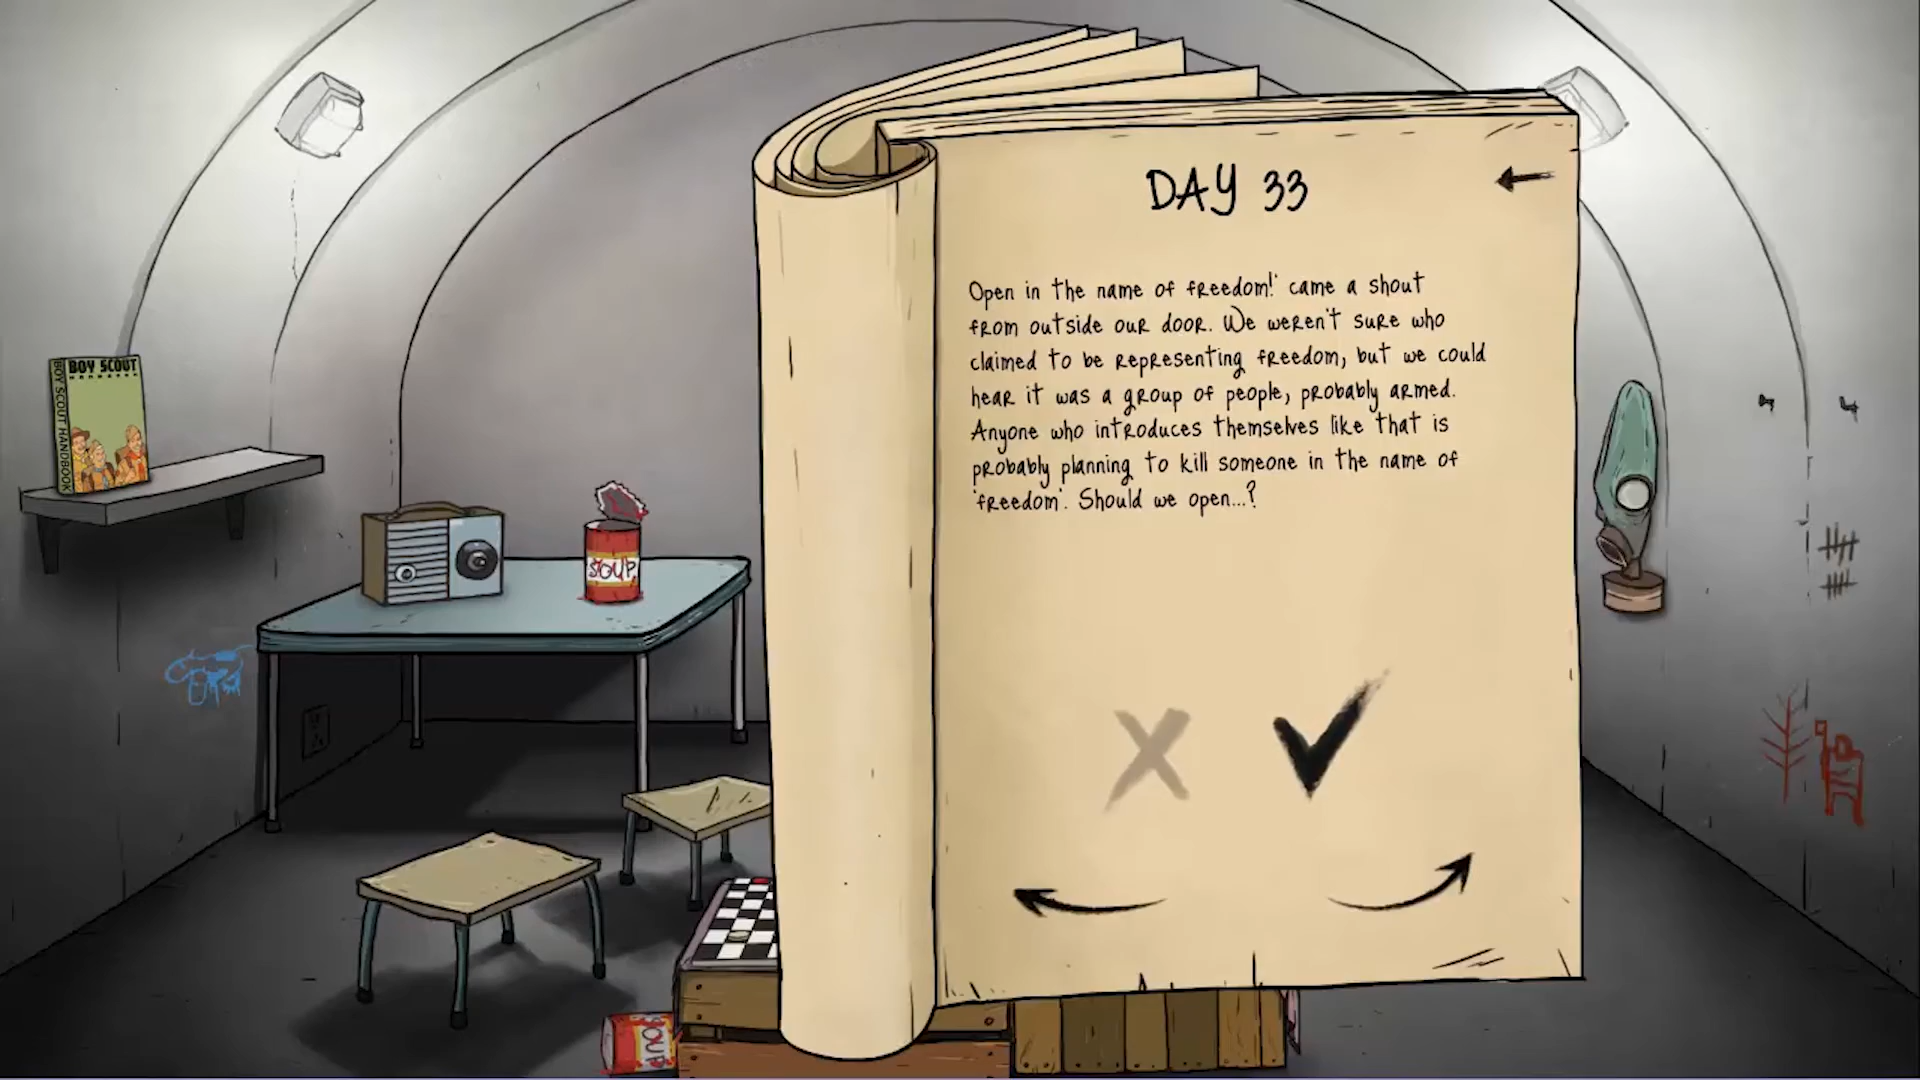 BOY SCOUT
BOY SCOUT HANDBOOK
SOUP
DAY 33
Open in the name of freedom!' came a shout
from outside our door. We weren't sure who
claimed to be representing freedom, but we could
hear it was a group of people, probably armed.
Anyone who introduces themselves like that is
probably planning to kill someone in the name of
'freedom'. Should we open...?
SOUP